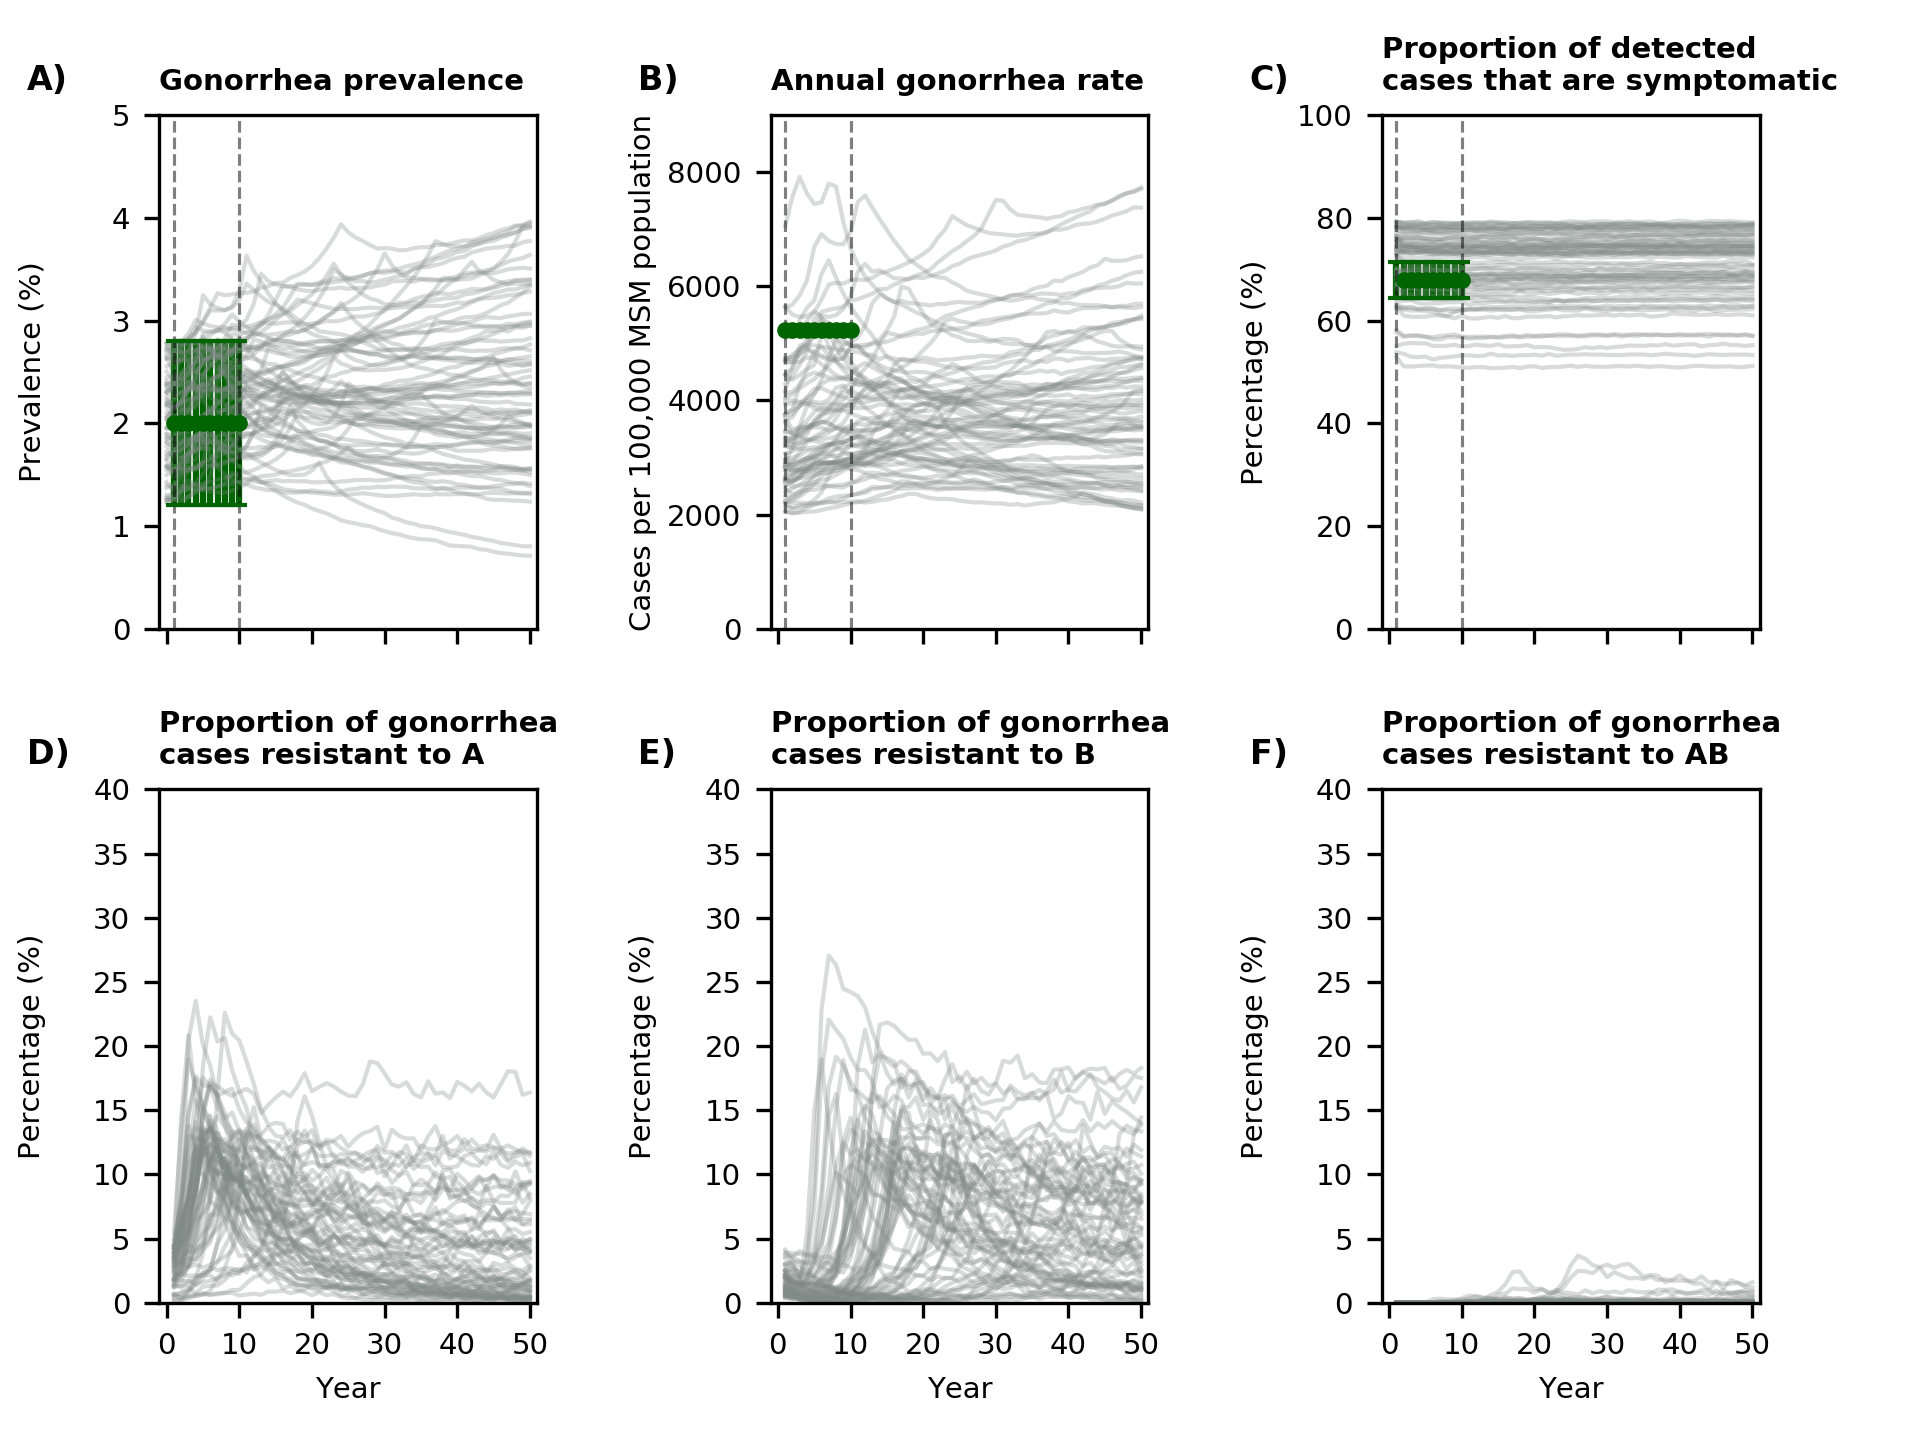 A)
Gonorrhea prevalence
Prevalence (%)
5
4
3
2
1
0
B)
Annual gonorrhea rate
Cases per 100,000 MSM population
8000
6000
4000
2000
0
C)
Proportion of detected
cases that are symptomatic
Percentage (%)
100
80
60
40
20
0
D)
Proportion of gonorrhea
cases resistant to A
Percentage (%)
40
35
30
25
20
15
10
5
0
0 10 20 30 40 50
Year
E)
Proportion of gonorrhea
cases resistant to B
Percentage (%)
40
35
30
25
20
15
10
5
0
0 10 20 30 40 50
Year
F)
Proportion of gonorrhea
cases resistant to AB
Percentage (%)
40
35
30
25
20
15
10
5
0
0 10 20 30 40 50
Year